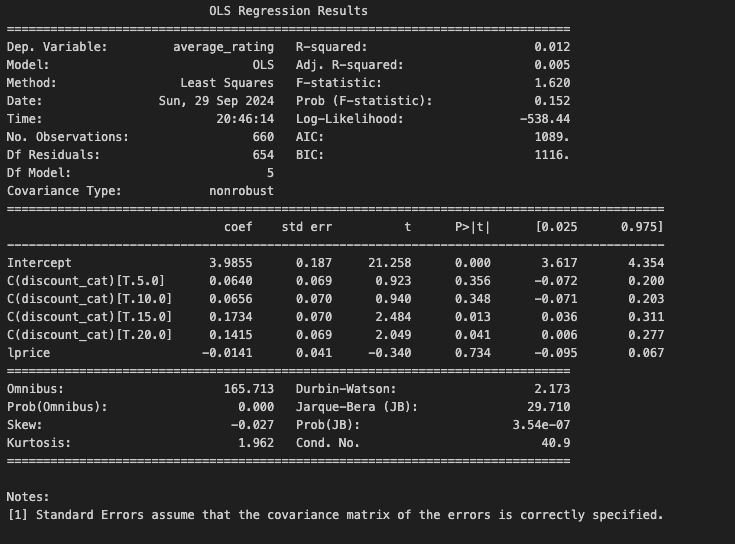 OLS Regression Results
==============================================================================
Dep. Variable:         average_rating   R-squared:                       0.012
Model:                            OLS   Adj. R-squared:                  0.005
Method:                 Least Squares   F-statistic:                     1.620
Date:                Sun, 29 Sep 2024   Prob (F-statistic):              0.152
Time:                        20:46:14   Log-Likelihood:                -538.44
No. Observations:                 660   AIC:                             1089.
Df Residuals:                     654   BIC:                             1116.
Df Model:                           5
Covariance Type:            nonrobust
===========================================================================================
                              coef    std err          t      P>|t|      [0.025      0.975]
-------------------------------------------------------------------------------------------
Intercept                   3.9855      0.187     21.258      0.000       3.617       4.354
C(discount_cat)[T.5.0]      0.0640      0.069      0.923      0.356      -0.072       0.200
C(discount_cat)[T.10.0]     0.0656      0.070      0.940      0.348      -0.071       0.203
C(discount_cat)[T.15.0]     0.1734      0.070      2.484      0.013       0.036       0.311
C(discount_cat)[T.20.0]     0.1415      0.069      2.049      0.041       0.006       0.277
lprice                     -0.0141      0.041     -0.340      0.734      -0.095       0.067
==============================================================================
Omnibus:                      165.713   Durbin-Watson:                   2.173
Prob(Omnibus):                  0.000   Jarque-Bera (JB):               29.710
Skew:                          -0.027   Prob(JB):                     3.54e-07
Kurtosis:                       1.962   Cond. No.                         40.9
==============================================================================
Notes:
[1] Standard Errors assume that the covariance matrix of the errors is correctly specified.